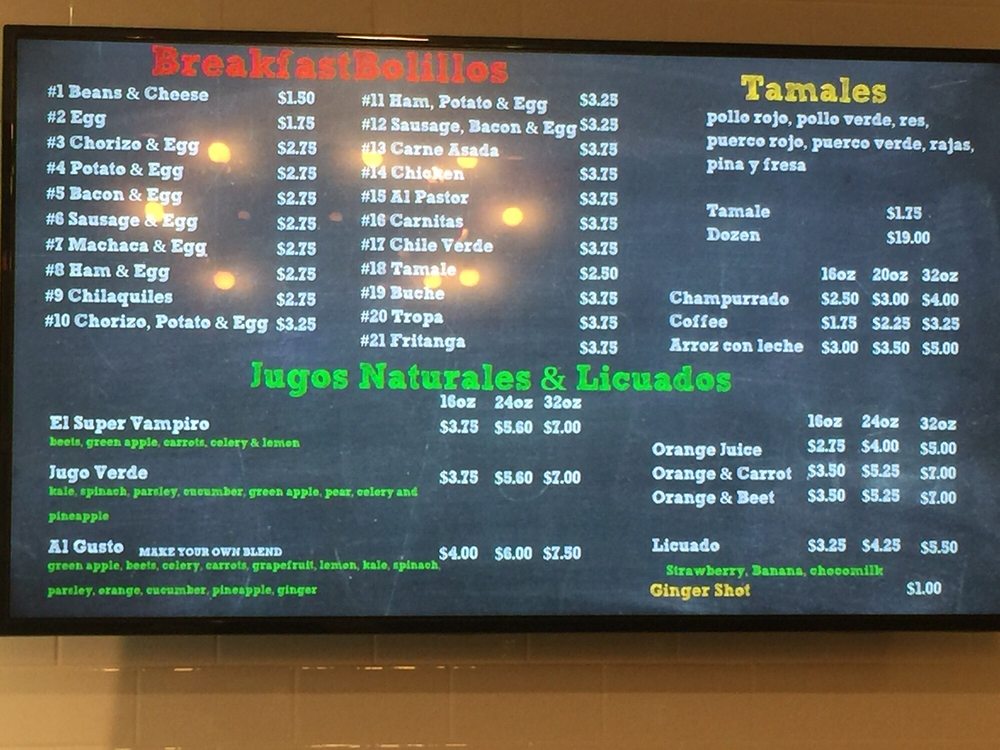 BreakfastBolillos
#1 Beans & Cheese $1.50
#2 Egg $1.75
#3 Chorizo & Egg $2.75
#4 Potato & Egg $2.75
#5 Bacon & Egg $2.75
#6 Sausage & Egg $2.75
#7 Machaca & Egg $2.75
#8 Ham & Egg $2.75
#9 Chilaquiles $2.75
#10 Chorizo, Potato & Egg $3.25
#11 Ham, Potato & Egg $3.25
#12 Sausage, Bacon & Egg $3.25
#13 Carne Asada $3.75
#14 Chicken $3.75
#15 Al Pastor $3.75
#16 Carnitas $3.75
#17 Chile Verde $3.75
#18 Tamale $2.50
#19 Buche $3.75
#20 Tropa $3.75
#21 Fritanga $3.75
Tamales
pollo rojo, pollo verde, res,
puerco rojo, puerco verde, rajas,
pina y fresa
Tamale $1.75
Dozen $19.00
16oz 20oz 32oz
Champurrado $2.50 $3.00 $4.00
Coffee $1.75 $2.25 $3.25
Arroz con leche $3.00 $3.50 $5.00
Jugos Naturales & Licuados
16oz 24oz 32oz
El Super Vampiro $3.75 $5.60 $7.00
beets, green apple, carrots, celery & lemon
Jugo Verde $3.75 $5.60 $7.00
kale, spinach, parsley, cucumber, green apple, pear, celery and
pineapple
Al Gusto MAKE YOUR OWN BLEND $4.00 $6.00 $7.50
green apple, beets, celery, carrots, grapefruit, lemon, kale, spinach,
parsley, orange, cucumber, pineapple, ginger
16oz 24oz 32oz
Orange Juice $2.75 $4.00 $5.00
Orange & Carrot $3.50 $5.25 $7.00
Orange & Beet $3.50 $5.25 $7.00
Licuado $3.25 $4.25 $5.50
Strawberry, Banana, chocomilk
Ginger Shot $1.00